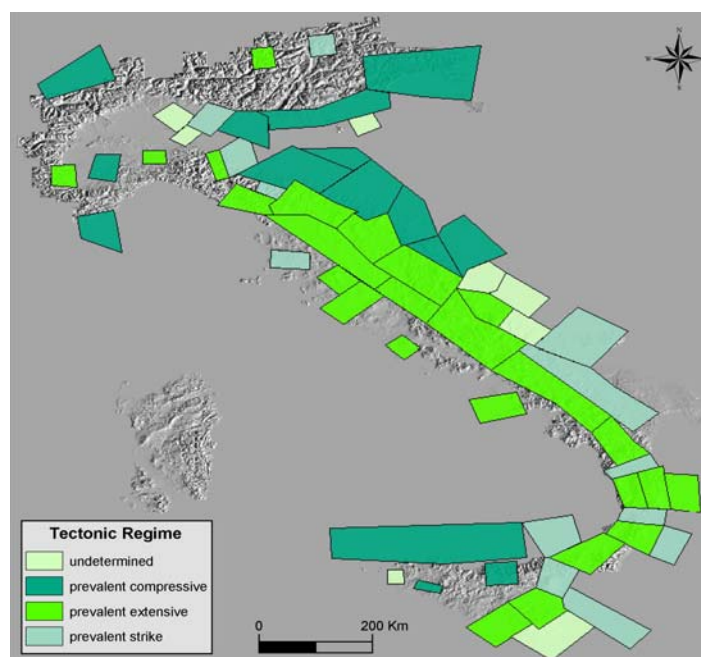 N
W E
S
Tectonic Regime
undetermined
prevalent compressive
prevalent extensive
prevalent strike
0 200 Km